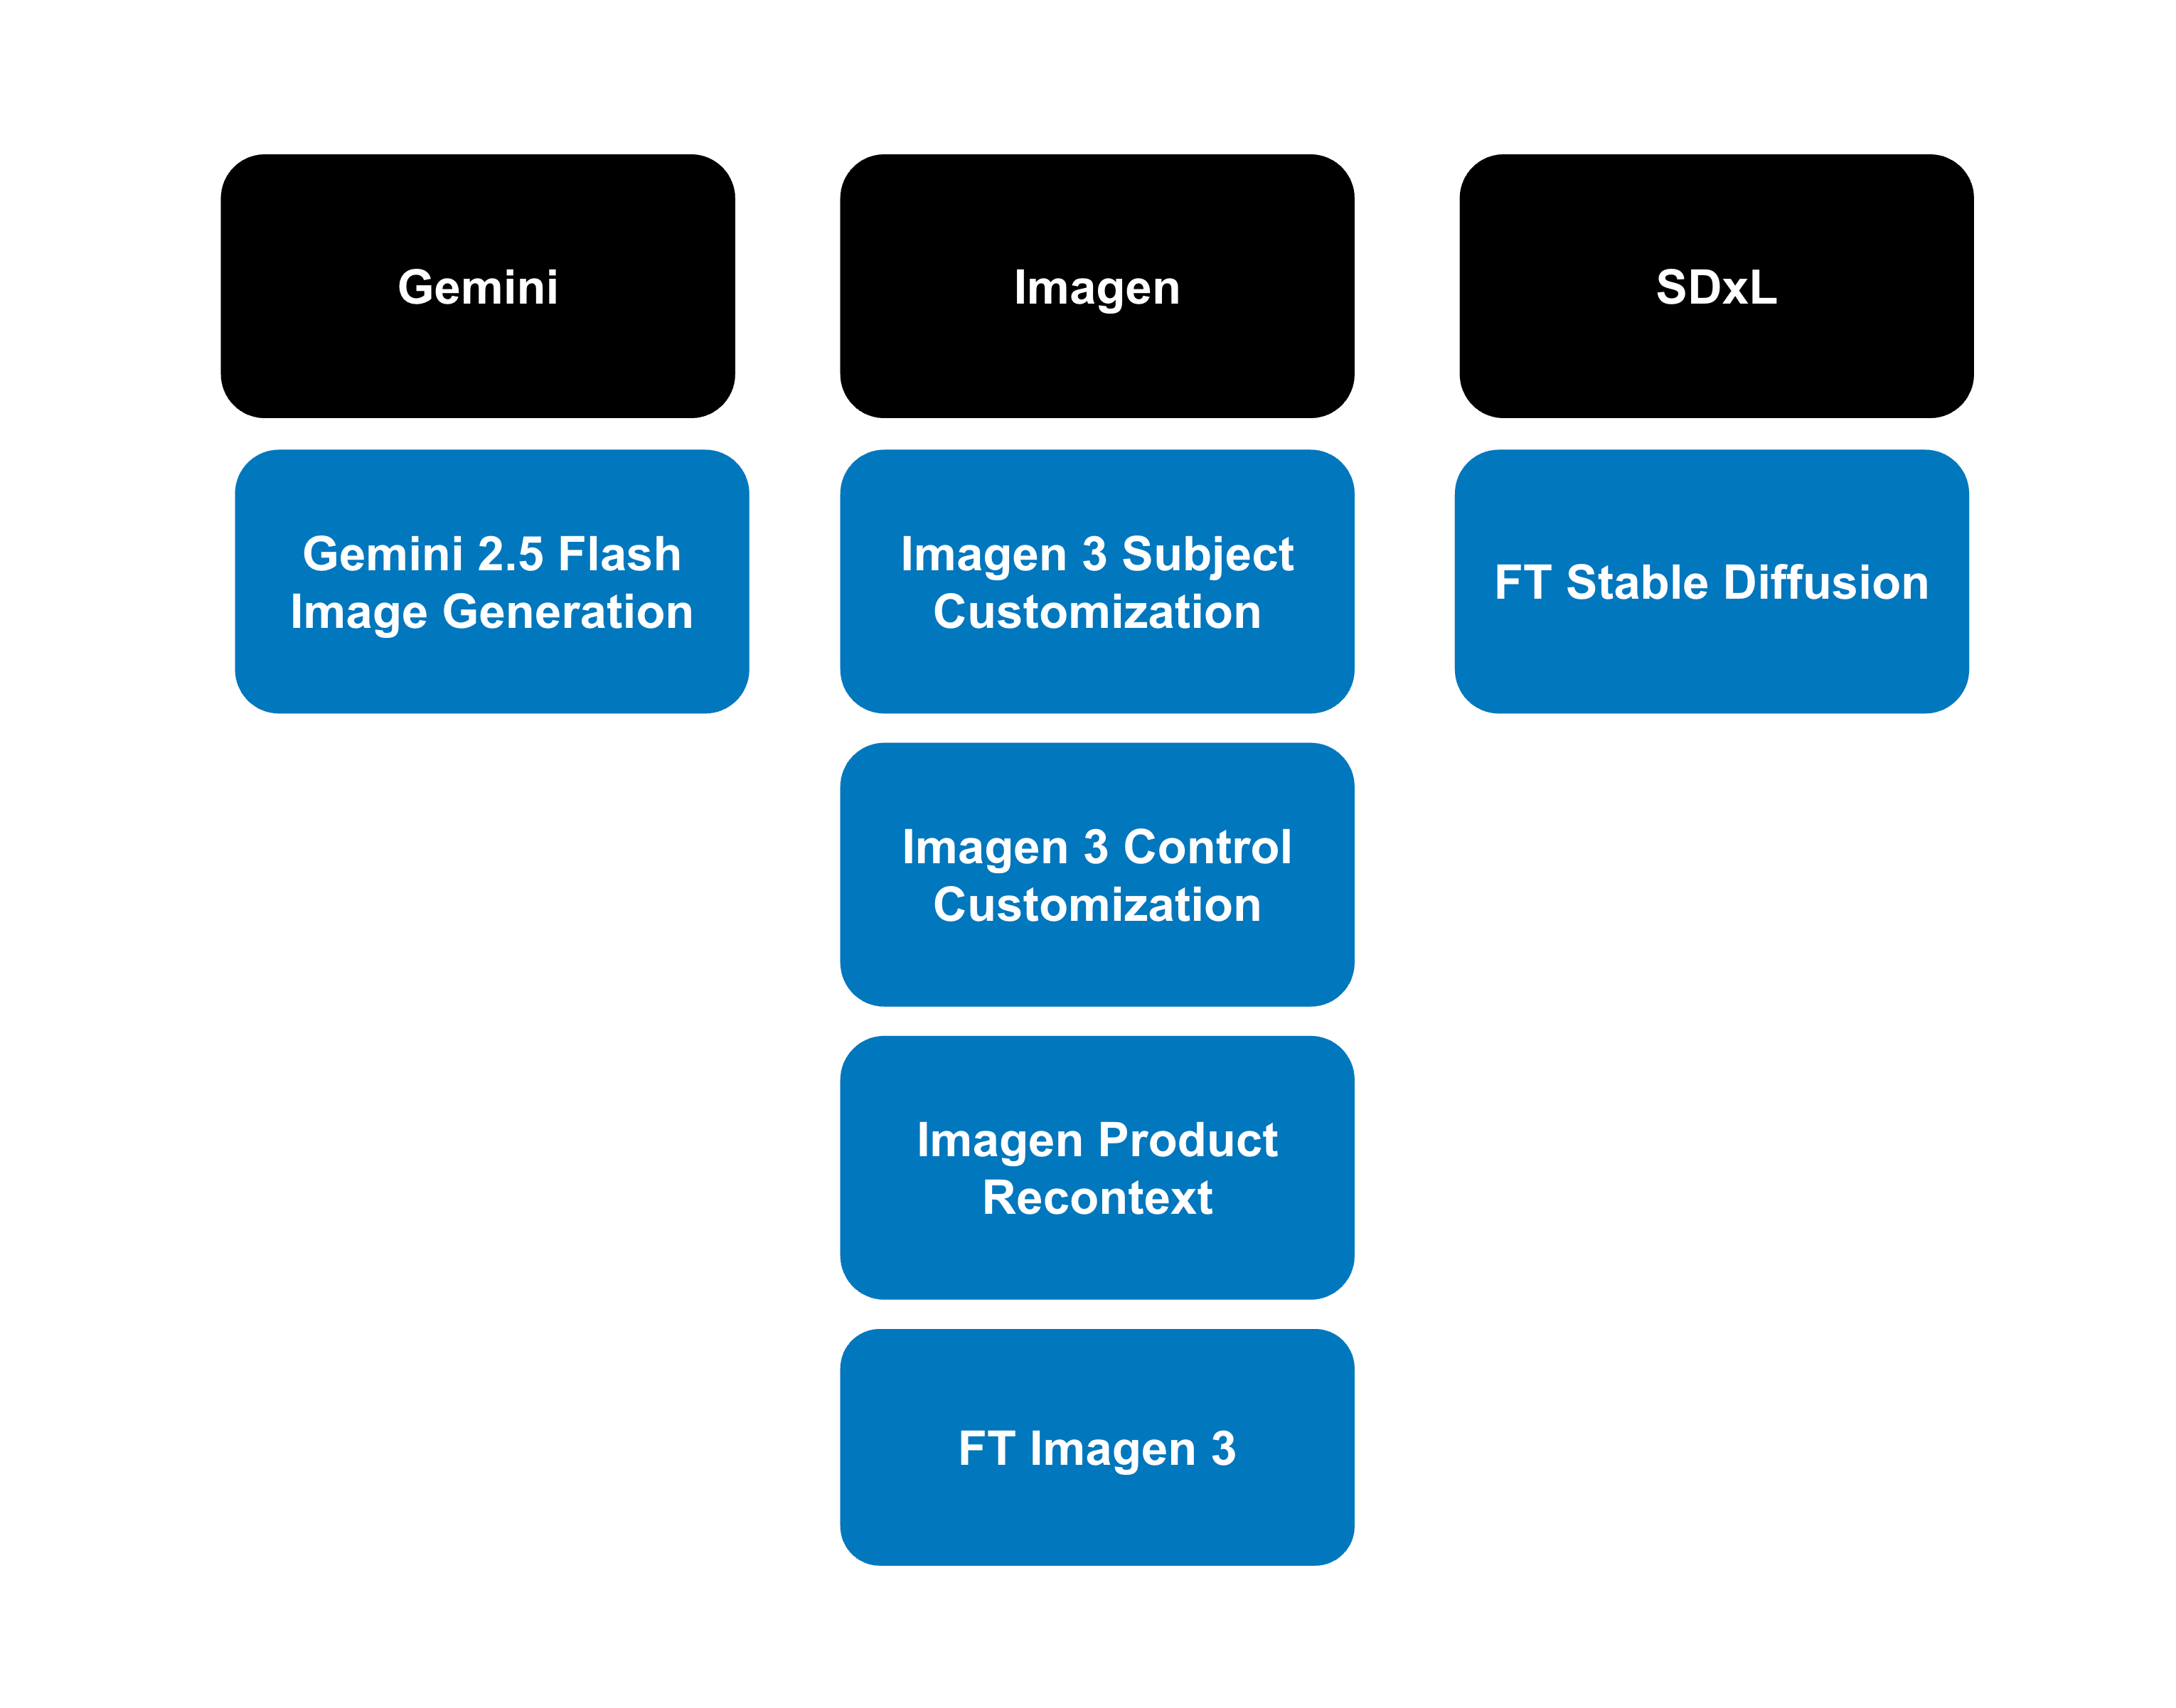 Gemini
Imagen
SDxL
Gemini 2.5 Flash
Image Generation
Imagen 3 Subject
Customization
FT Stable Diffusion
Imagen 3 Control
Customization
Imagen Product
Recontext
FT Imagen 3